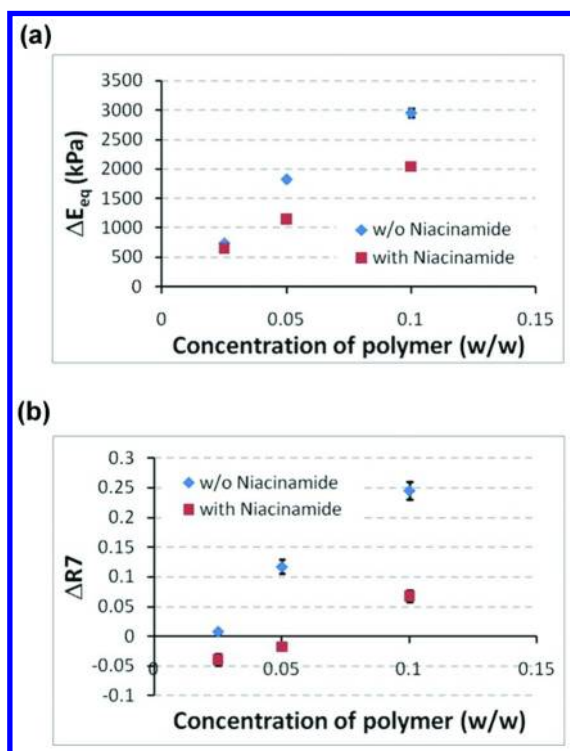 (a)
3500
3000
2500
2000
1500
1000
500
0
ΔEeq (kPa)
w/o Niacinamide
with Niacinamide
0
0.05
0.1
0.15
Concentration of polymer (w/w)
(b)
0.3
0.25
0.2
0.15
0.1
0.05
0
-0.05
-0.1
ΔR7
w/o Niacinamide
with Niacinamide
0
0.05
0.1
0.15
Concentration of polymer (w/w)